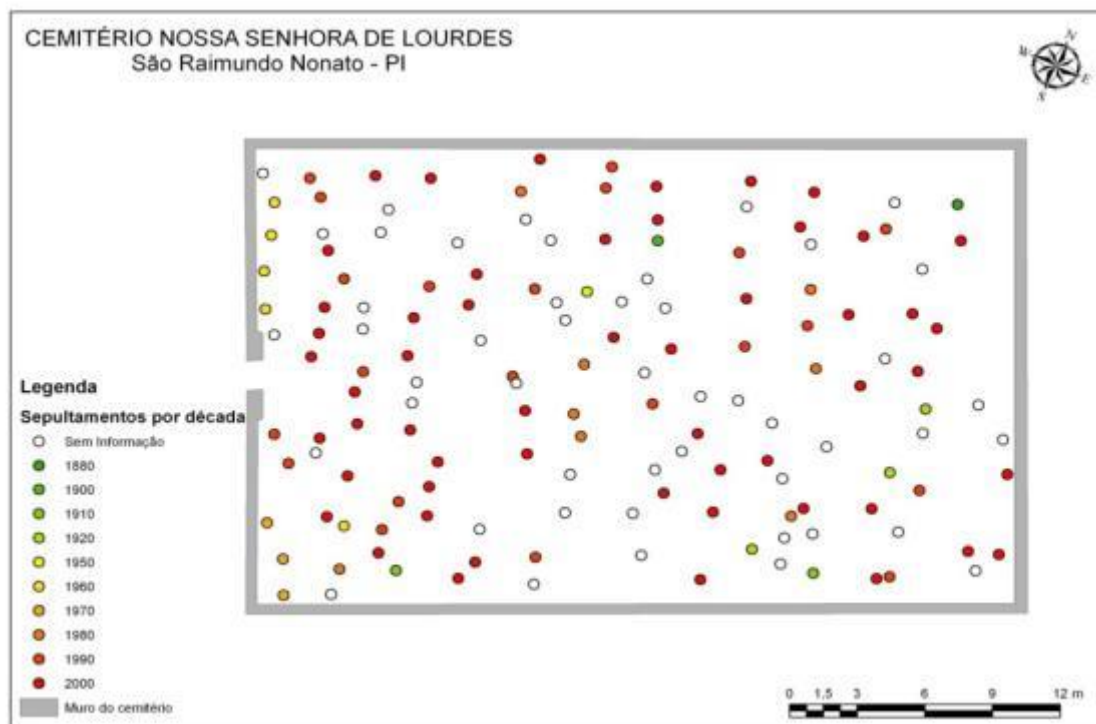 CEMITÉRIO NOSSA SENHORA DE LOURDES
São Raimundo Nonato - PI
N
W
E
S
Legenda
Sepultamentos por década
Sem Informação
1880
1900
1910
1920
1950
1960
1970
1980
1990
2000
Muro do cemitério
0 1,5 3 6 9 12 m